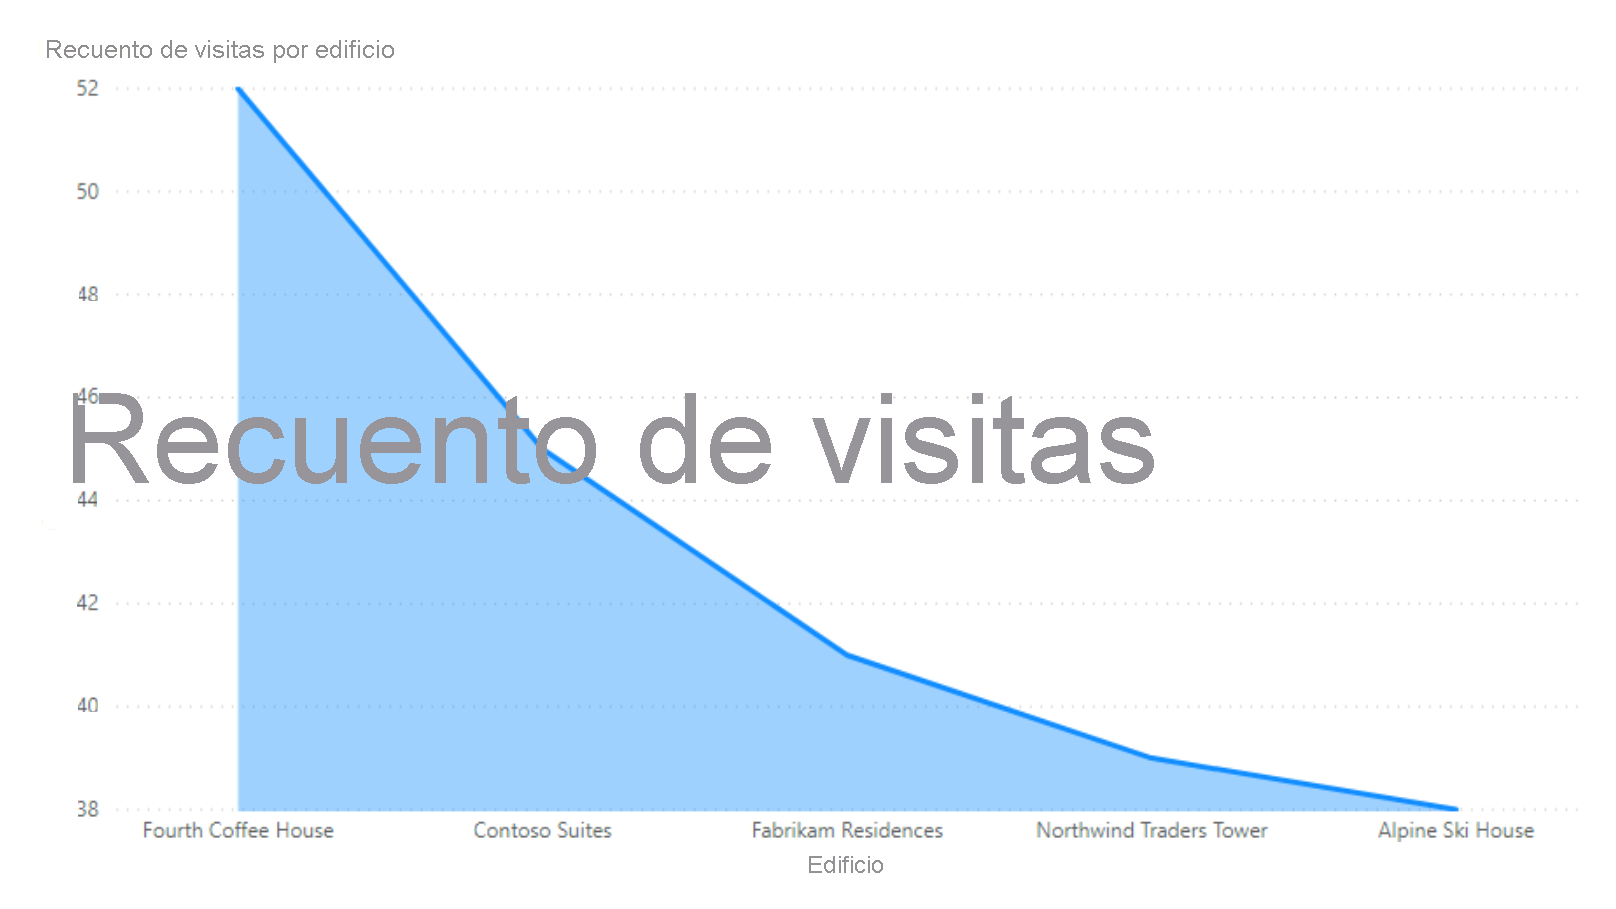 Recuento de visitas por edificio
52
50
48
46
Recuento de visitas
44
42
40
38
Fourth Coffee House Contoso Suites Fabrikam Residences Northwind Traders Tower Alpine Ski House
Edificio